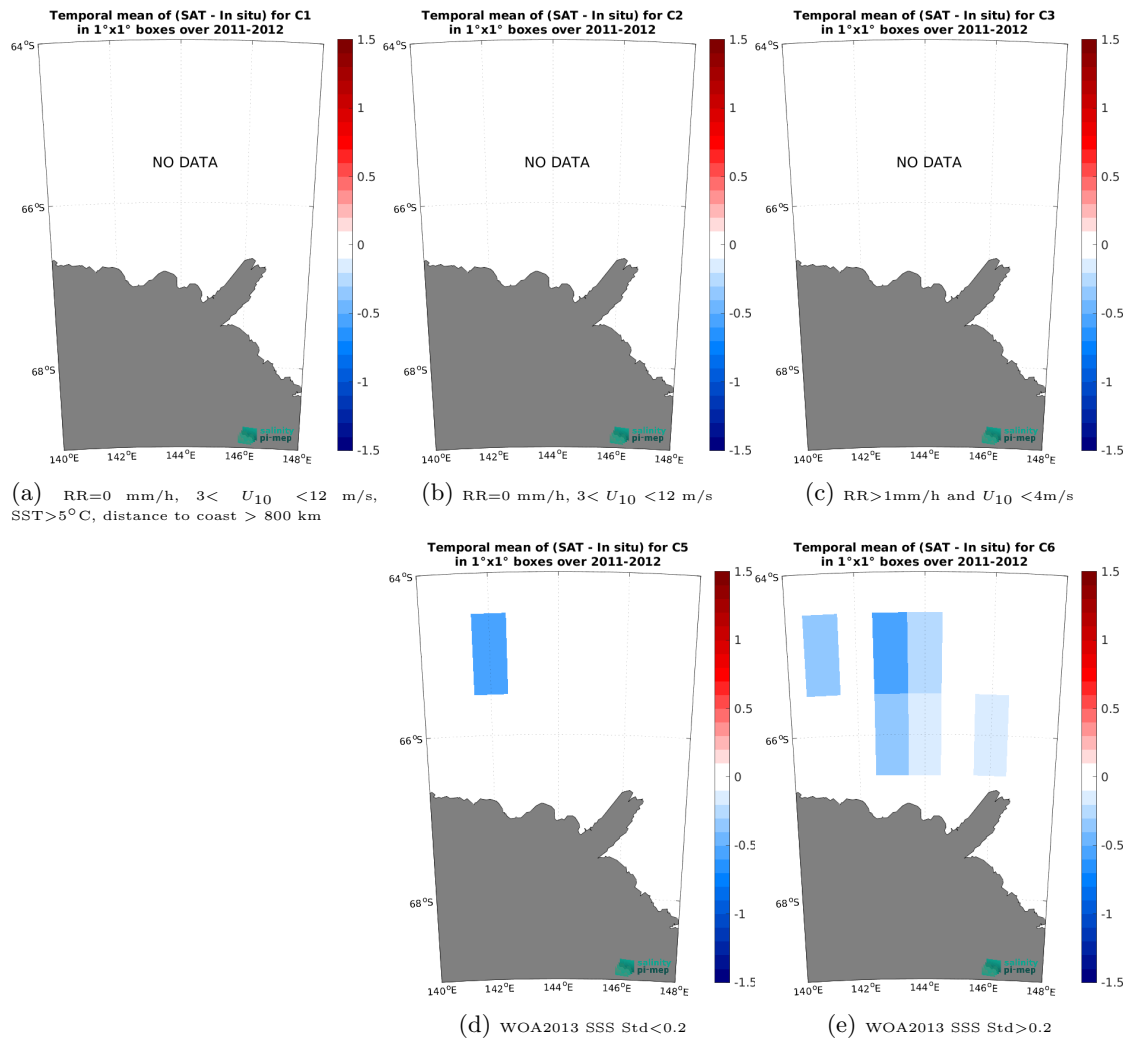 Temporal mean of (SAT - In situ) for C1
in 1°x1° boxes over 2011-2012
64°S
66°S
68°S
140°E
142°E
144°E
146°E
148°E
NO DATA
1.5
1
0.5
0
-0.5
-1
-1.5
salinity
pi-mep
(a) RR=0 mm/h, 3< U10 <12 m/s,
SST>5°C, distance to coast > 800 km
Temporal mean of (SAT - In situ) for C2
in 1°x1° boxes over 2011-2012
64°S
66°S
68°S
140°E
142°E
144°E
146°E
148°E
NO DATA
1.5
1
0.5
0
-0.5
-1
-1.5
salinity
pi-mep
(b) RR=0 mm/h, 3< U10 <12 m/s
Temporal mean of (SAT - In situ) for C3
in 1°x1° boxes over 2011-2012
64°S
66°S
68°S
140°E
142°E
144°E
146°E
148°E
NO DATA
1.5
1
0.5
0
-0.5
-1
-1.5
salinity
pi-mep
(c) RR>1mm/h and U10 <4m/s
Temporal mean of (SAT - In situ) for C5
in 1°x1° boxes over 2011-2012
64°S
66°S
68°S
140°E
142°E
144°E
146°E
148°E
1.5
1
0.5
0
-0.5
-1
-1.5
salinity
pi-mep
(d) WOA2013 SSS Std<0.2
Temporal mean of (SAT - In situ) for C6
in 1°x1° boxes over 2011-2012
64°S
66°S
68°S
140°E
142°E
144°E
146°E
148°E
1.5
1
0.5
0
-0.5
-1
-1.5
salinity
pi-mep
(e) WOA2013 SSS Std>0.2